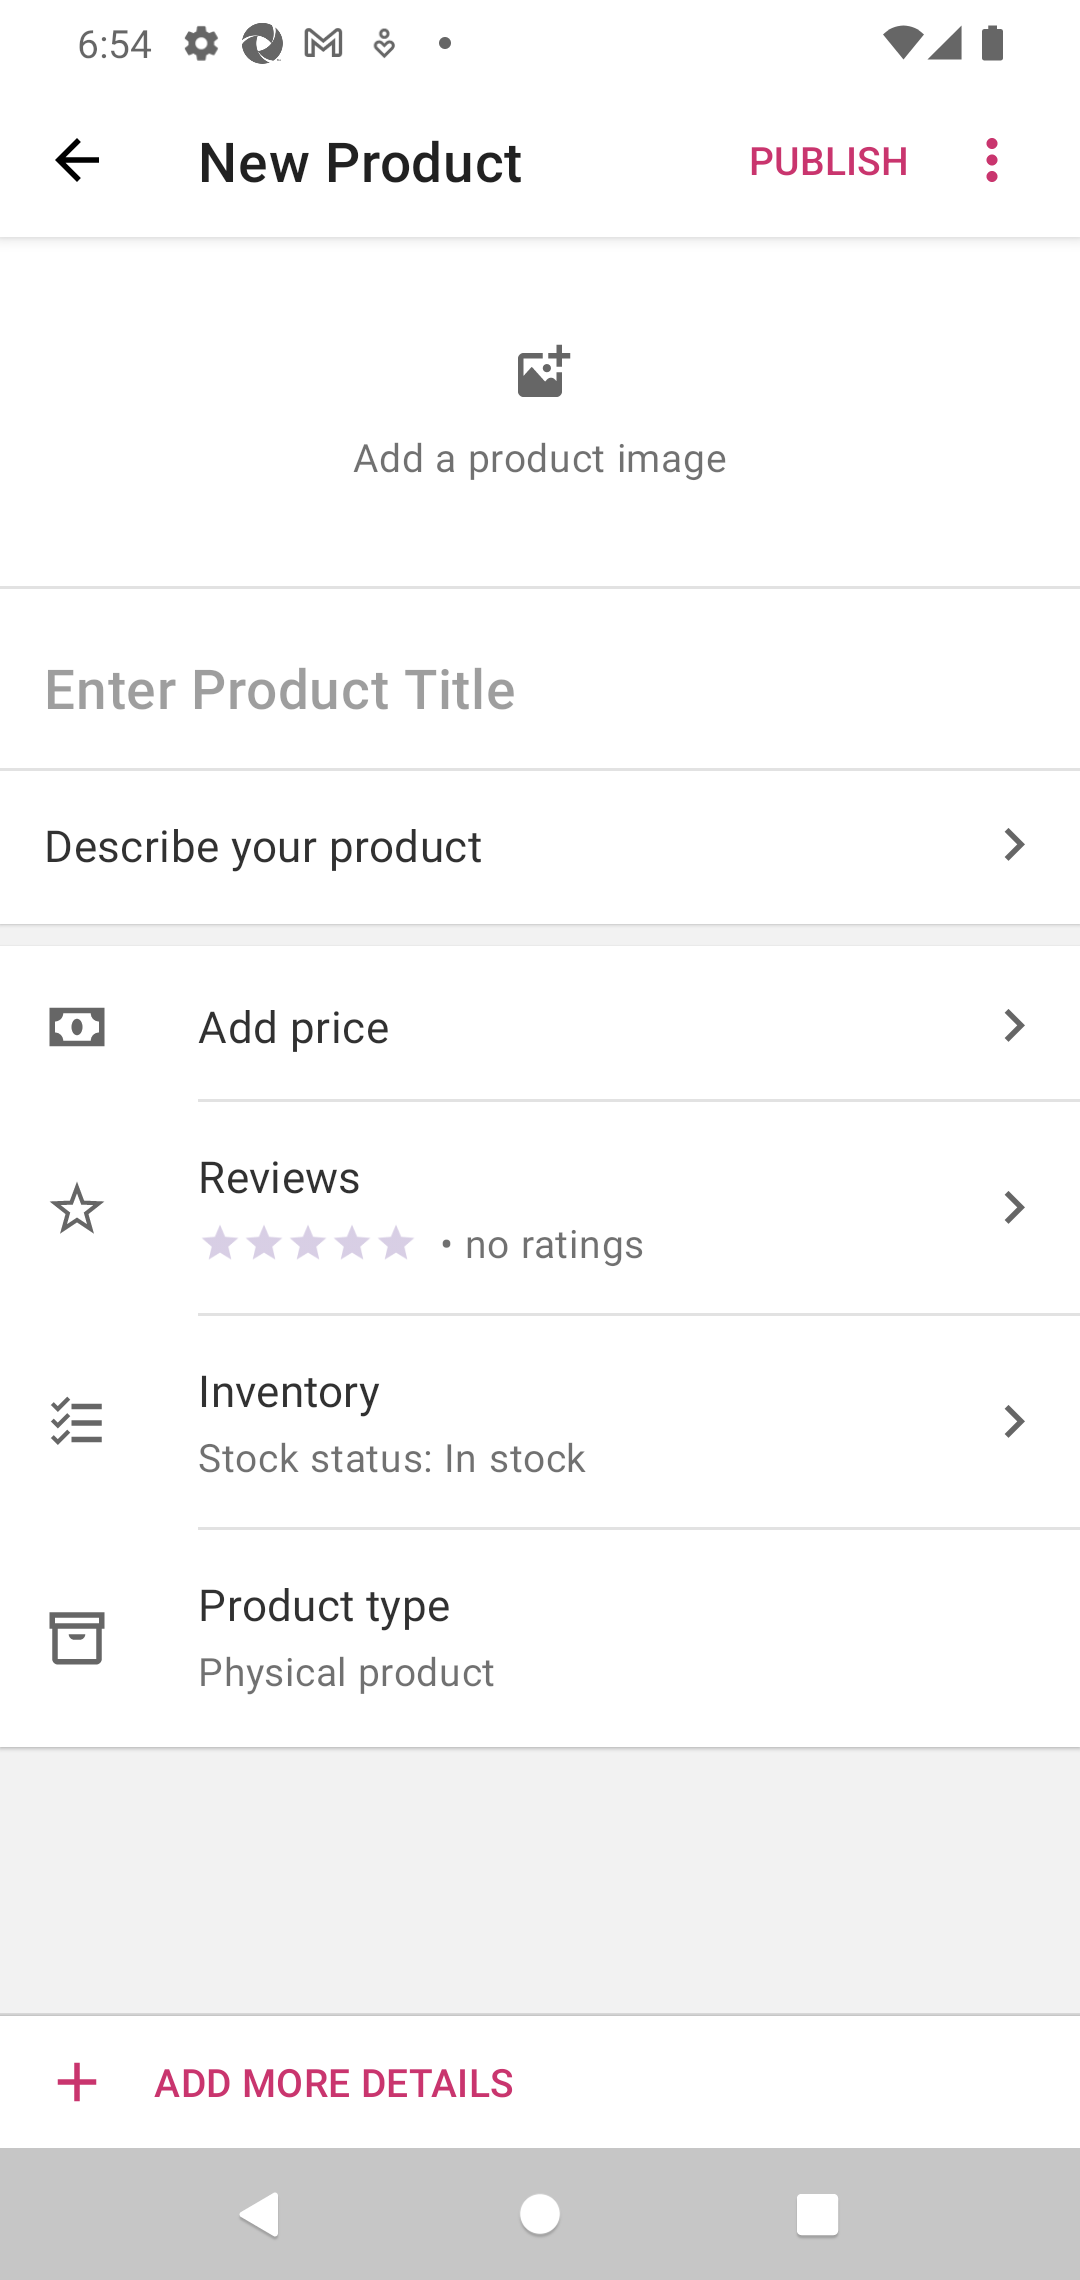 6:54
New Product
PUBLISH
Add a product image
Enter Product Title
Describe your product
Add price
Reviews
• no ratings
Inventory
Stock status: In stock
Product type
Physical product
ADD MORE DETAILS